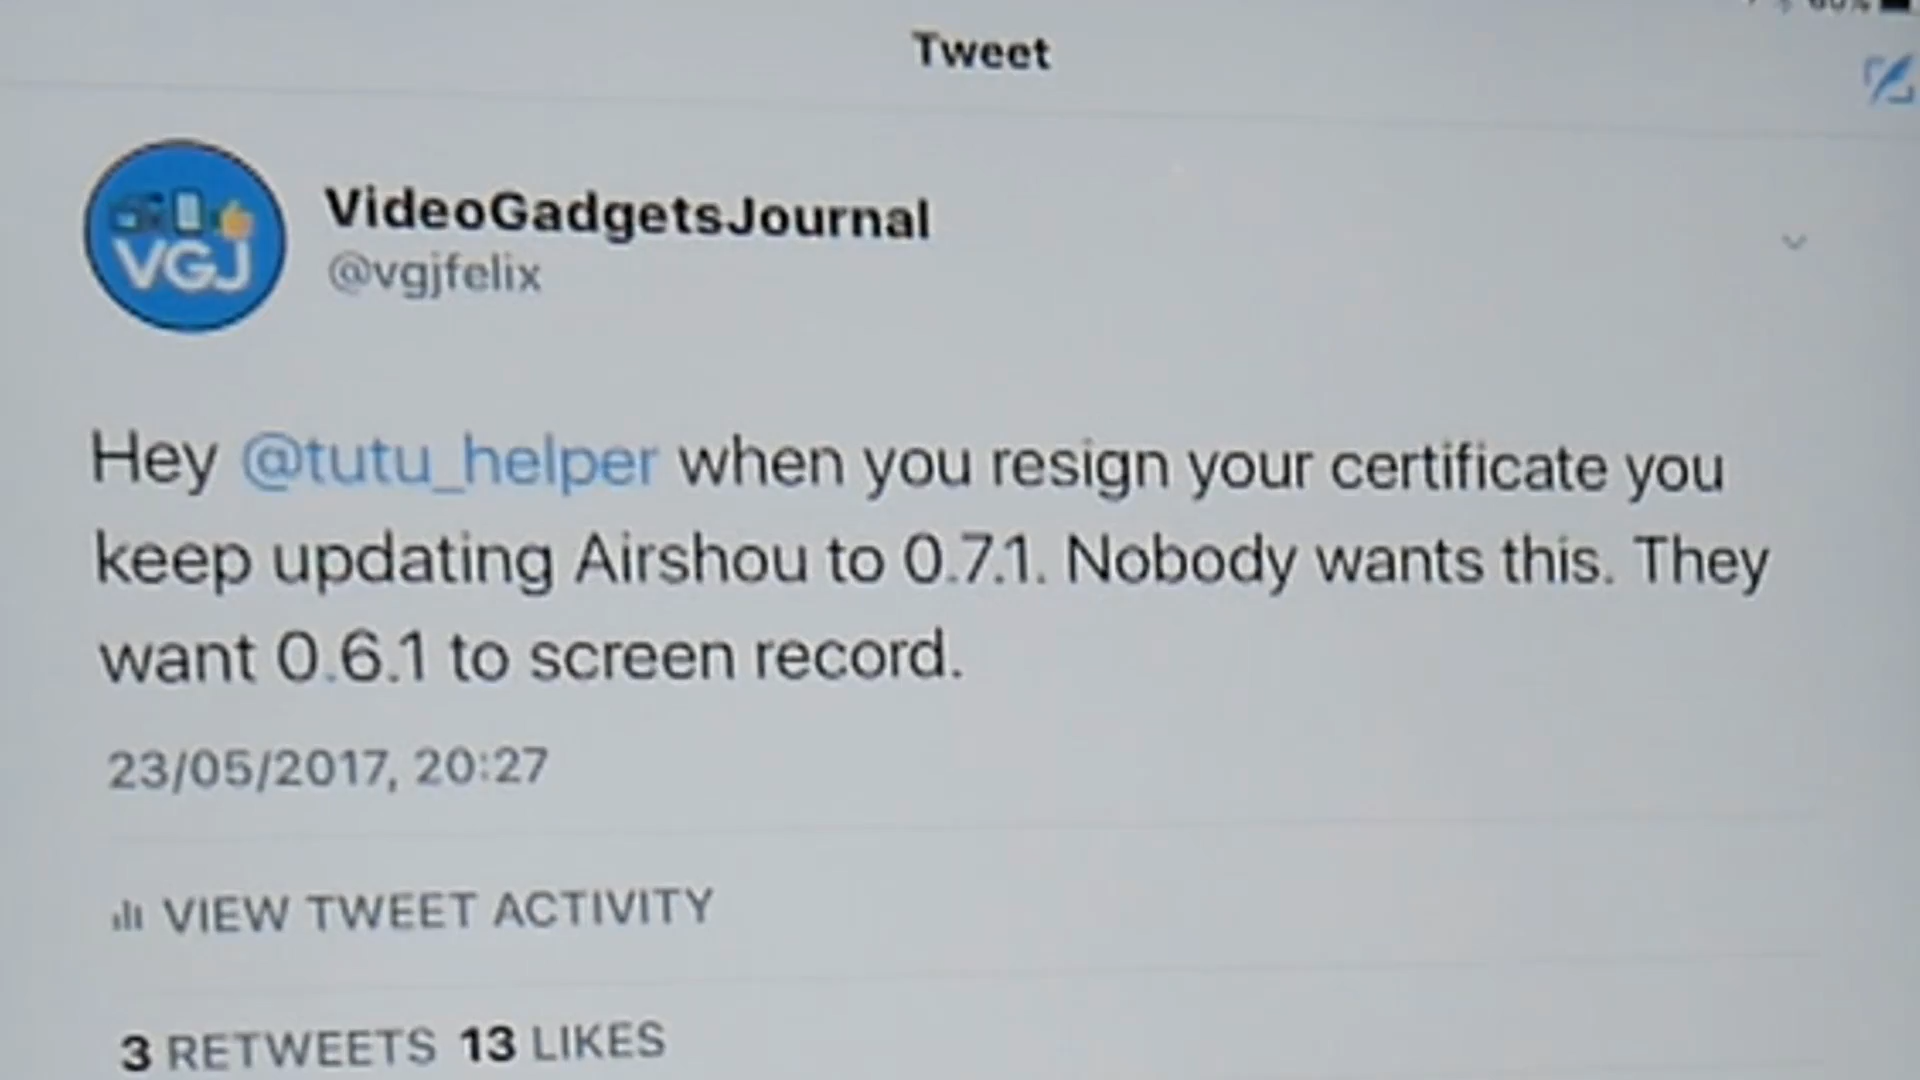 Tweet
VGJ
VideoGadgetsJournal
@vgjfelix
Hey @tutu_helper when you resign your certificate you
keep updating Airshou to 0.7.1. Nobody wants this. They
want 0.6.1 to screen record.
23/05/2017, 20:27
VIEW TWEET ACTIVITY
3 RETWEETS 13 LIKES